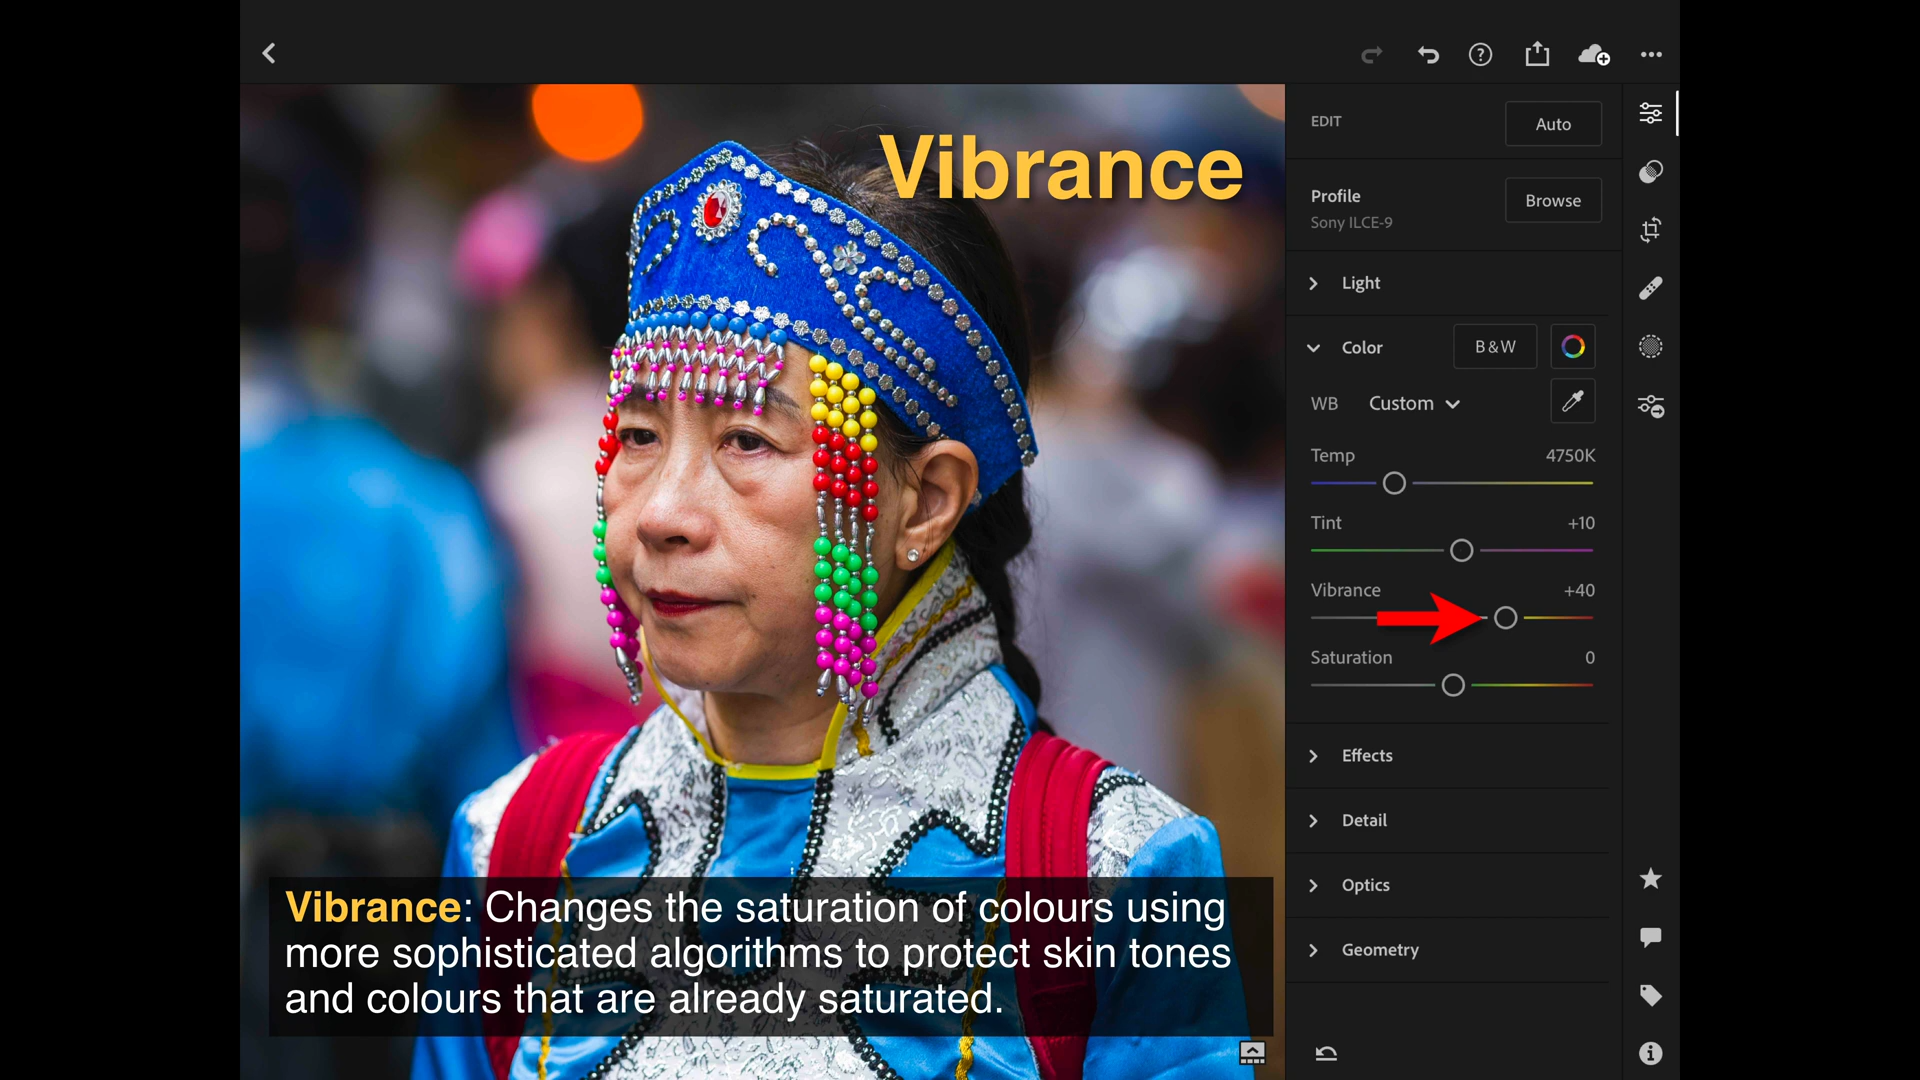 Vibrance
Vibrance: Changes the saturation of colours using
more sophisticated algorithms to protect skin tones
and colours that are already saturated.
EDIT
Auto
Profile
Sony ILCE-9
Browse
Light
Color
B&W
WB Custom
Temp 4750K
Tint +10
Vibrance +40
Saturation 0
Effects
Detail
Optics
Geometry